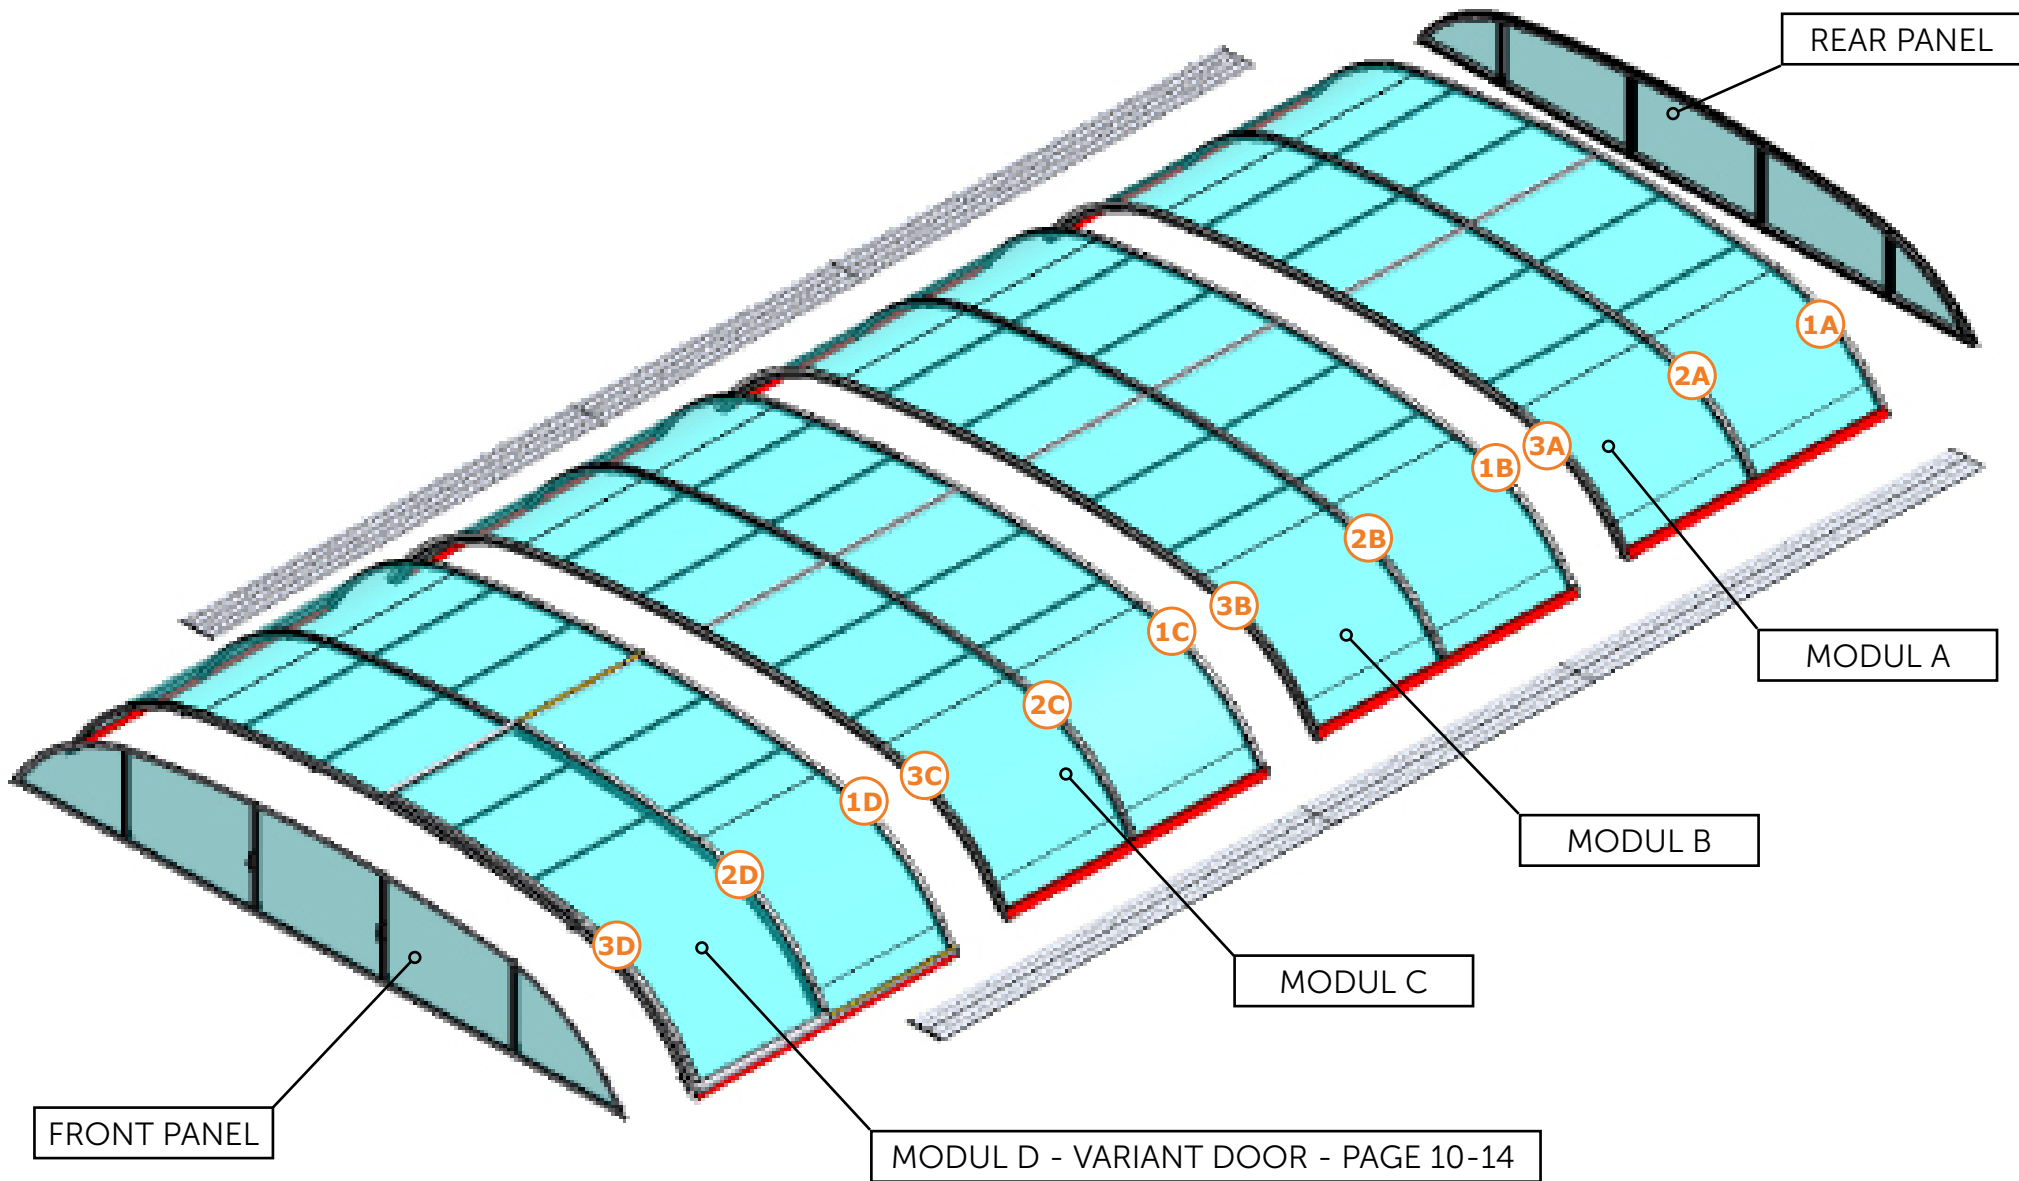 REAR PANEL
1A
2A
3A
1B
2B
3B
1C
2C
3C
1D
2D
3D
MODUL A
MODUL B
MODUL C
FRONT PANEL
MODUL D - VARIANT DOOR - PAGE 10-14